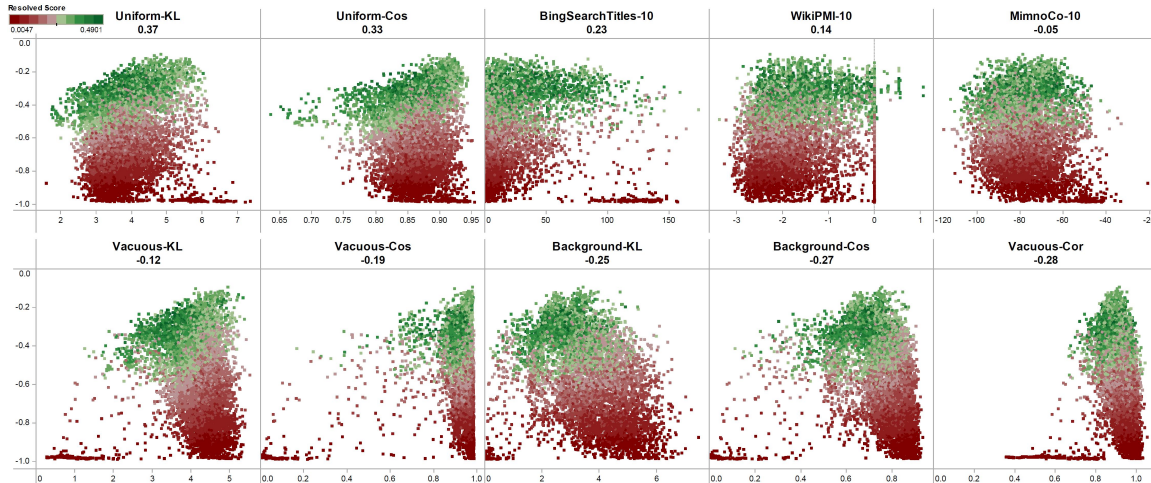 Resolved Score
0.0047 0.4901
Uniform-KL
0.37
Uniform-Cos
0.33
BingSearchTitles-10
0.23
WikiPMI-10
0.14
MimnoCo-10
-0.05
0.0
-0.2
-0.4
-0.6
-0.8
-1.0
2 3 4 5 6 7
0.65 0.70 0.75 0.80 0.85 0.90 0.95
0 50 100 150
-3 -2 -1 0 1
-120 -100 -80 -60 -40 -20
Vacuous-KL
-0.12
Vacuous-Cos
-0.19
Background-KL
-0.25
Background-Cos
-0.27
Vacuous-Cor
-0.28
0.0
-0.2
-0.4
-0.6
-0.8
-1.0
0 1 2 3 4 5
0.0 0.2 0.4 0.6 0.8 1.0
0 2 4 6
0.0 0.2 0.4 0.6 0.8
0.0 0.2 0.4 0.6 0.8 1.0